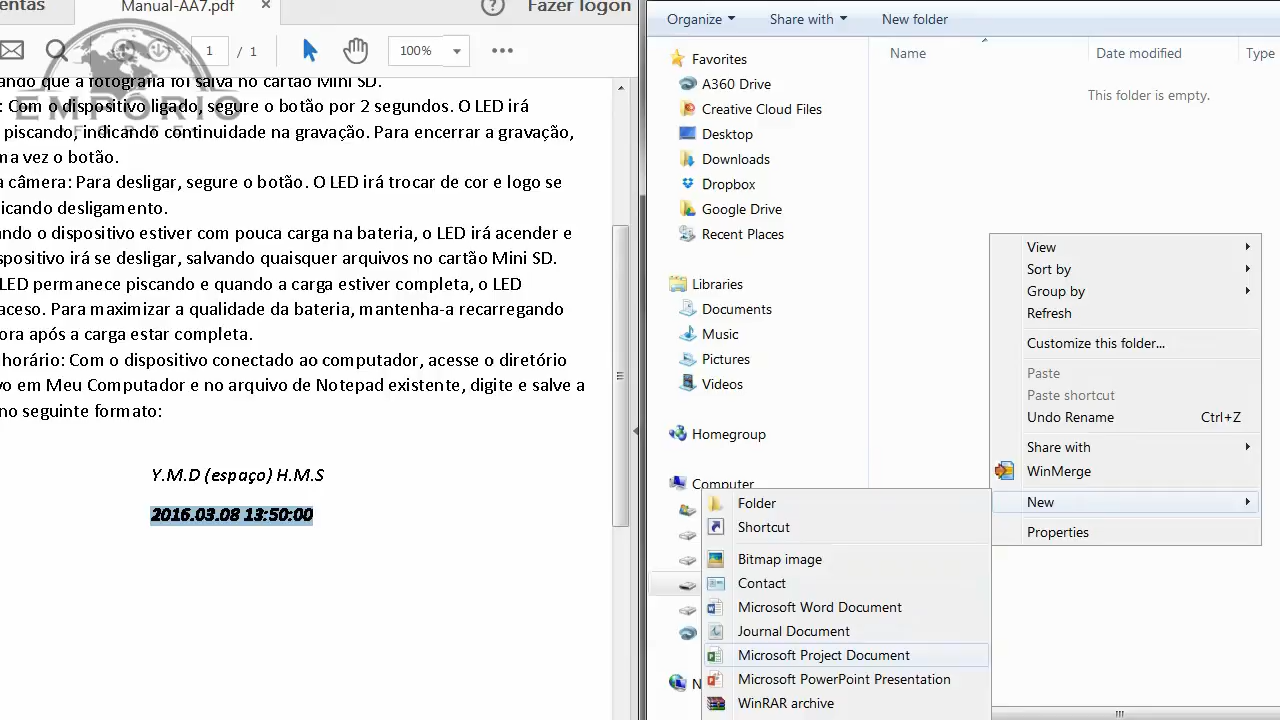 entas
Manual-AA7.pdf
×
?
Fazer logon
1 / 1
100%
•••
ando que a fotografia foi salva no cartão Mini SD.
: Com o dispositivo ligado, segure o botão por 2 segundos. O LED irá
piscando, indicando continuidade na gravação. Para encerrar a gravação,
ma vez o botão.
a câmera: Para desligar, segure o botão. O LED irá trocar de cor e logo se
icando desligamento.
ando o dispositivo estiver com pouca carga na bateria, o LED irá acender e
spositivo irá se desligar, salvando quaisquer arquivos no cartão Mini SD.
LED permanece piscando e quando a carga estiver completa, o LED
aceso. Para maximizar a qualidade da bateria, mantenha-a recarregando
ora após a carga estar completa.
horário: Com o dispositivo conectado ao computador, acesse o diretório
vo em Meu Computador e no arquivo de Notepad existente, digite e salve a
no seguinte formato:
Y.M.D (espaço) H.M.S
2016.03.08 13:50:00
EMPÓRIO
Organize
Share with
New folder
Name
Date modified
Type
This folder is empty.
Favorites
A360 Drive
Creative Cloud Files
Desktop
Downloads
Dropbox
Google Drive
Recent Places
Libraries
Documents
Music
Pictures
Videos
Homegroup
Computer
N
View
Sort by
Group by
Refresh
Customize this folder...
Paste
Paste shortcut
Undo Rename Ctrl+Z
Share with
WinMerge
New
Properties
Folder
Shortcut
Bitmap image
Contact
Microsoft Word Document
Journal Document
Microsoft Project Document
Microsoft PowerPoint Presentation
WinRAR archive